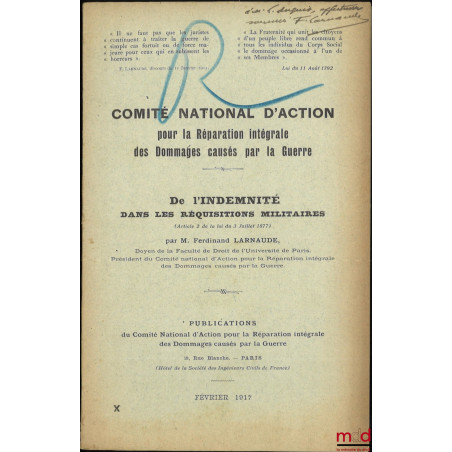 « Il ne faut pas que les juristes
continuent à traiter la guerre de
simple cas fortuit ou de force ma-
jeure pour ceux qui en subissent les
horreurs ».
« La Fraternité qui unit les citoyens
d'un peuple libre rend commun à
tous les individus du Corps Social
le dommage occasionné à l'un de
ses Membres ».
Loi du 11 Août 1792
R
F. Larnaude
COMITÉ NATIONAL D'ACTION
pour la Réparation intégrale
des Dommages causés par la Guerre
De l'INDEMNITÉ
DANS LES RÉQUISITIONS MILITAIRES
(Article 2 de la loi du 3 Juillet 1877)
par M. Ferdinand LARNAUDE,
Doyen de la Faculté de Droit de l'Université de Paris,
Président du Comité national d'Action pour la Réparation intégrale
des Dommages causés par la Guerre.
PUBLICATIONS
du Comité National d'Action pour la Réparation intégrale
des Dommages causés par la Guerre
Rue Blanche, — PARIS
(Hôtel de la Société des Ingénieurs Civils de France)
FÉVRIER 1917
X
mdd